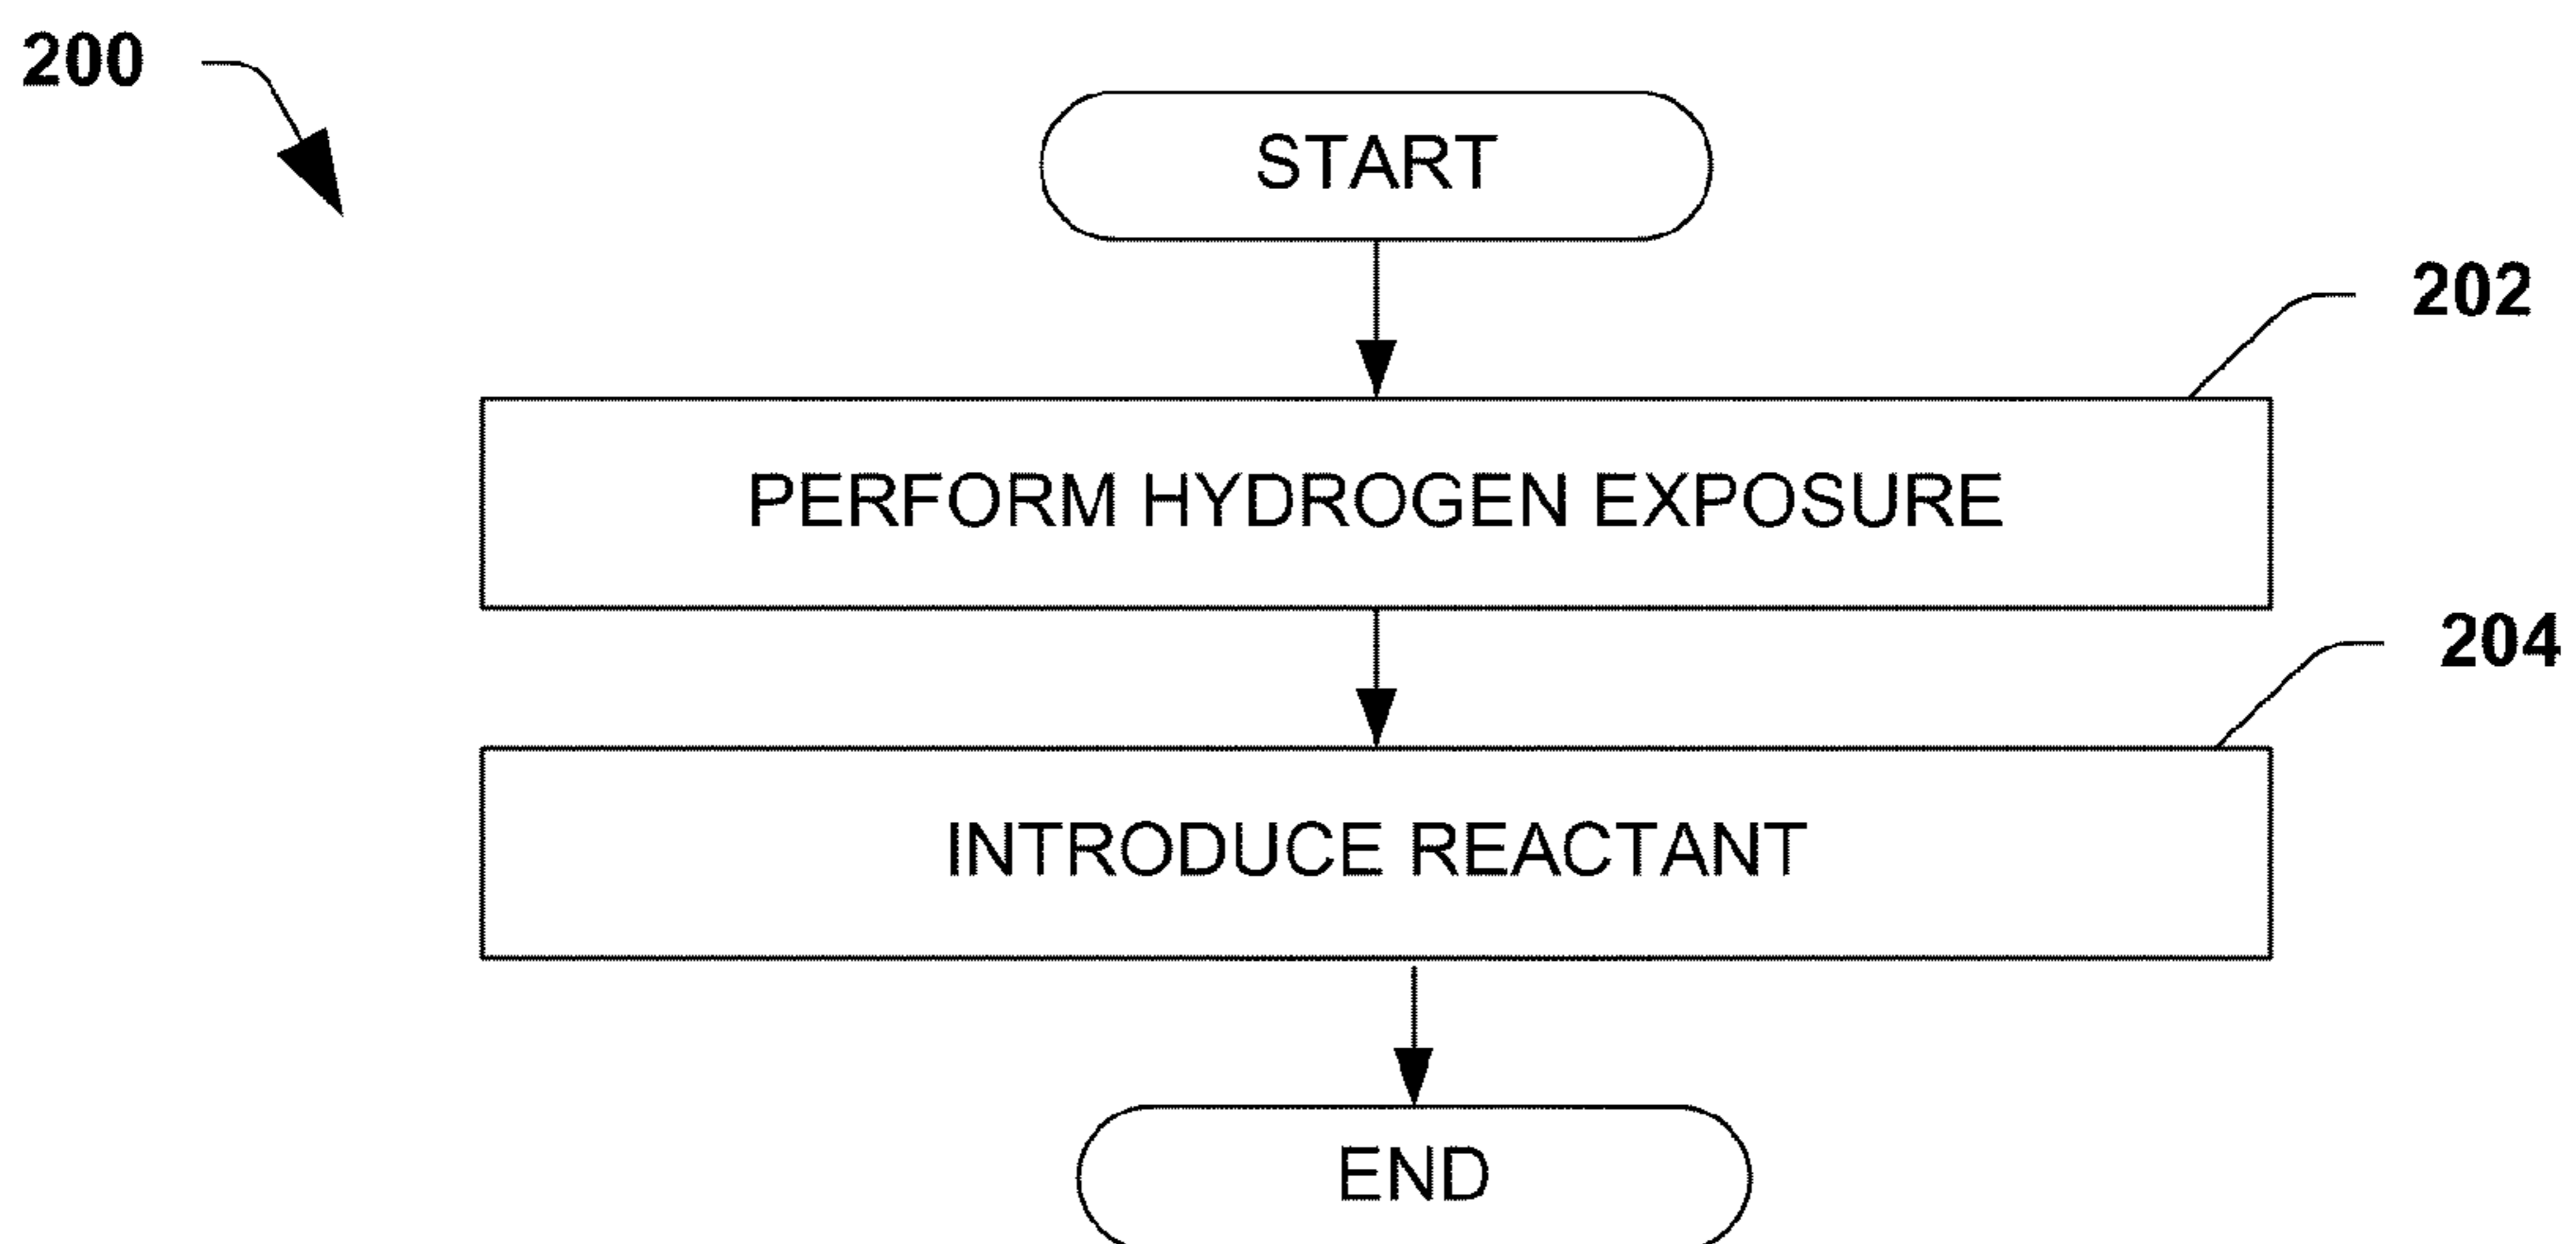 200
START
202
PERFORM HYDROGEN EXPOSURE
204
INTRODUCE REACTANT
END